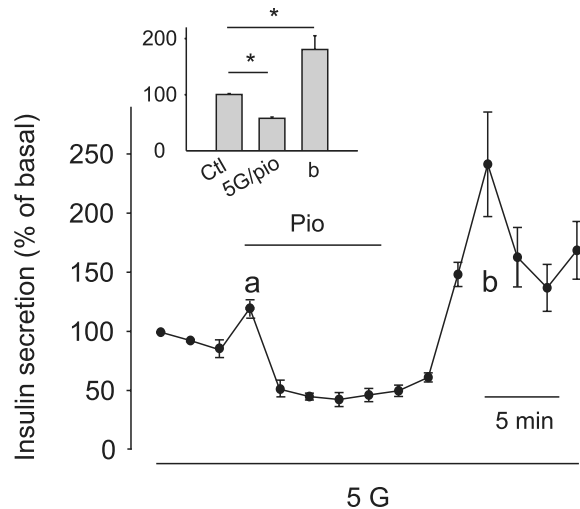 *
200
*
100
0
Ctl
5G/pio
b
Insulin secretion (% of basal)
250
200
150
100
50
0
Pio
a
b
5 min
5 G